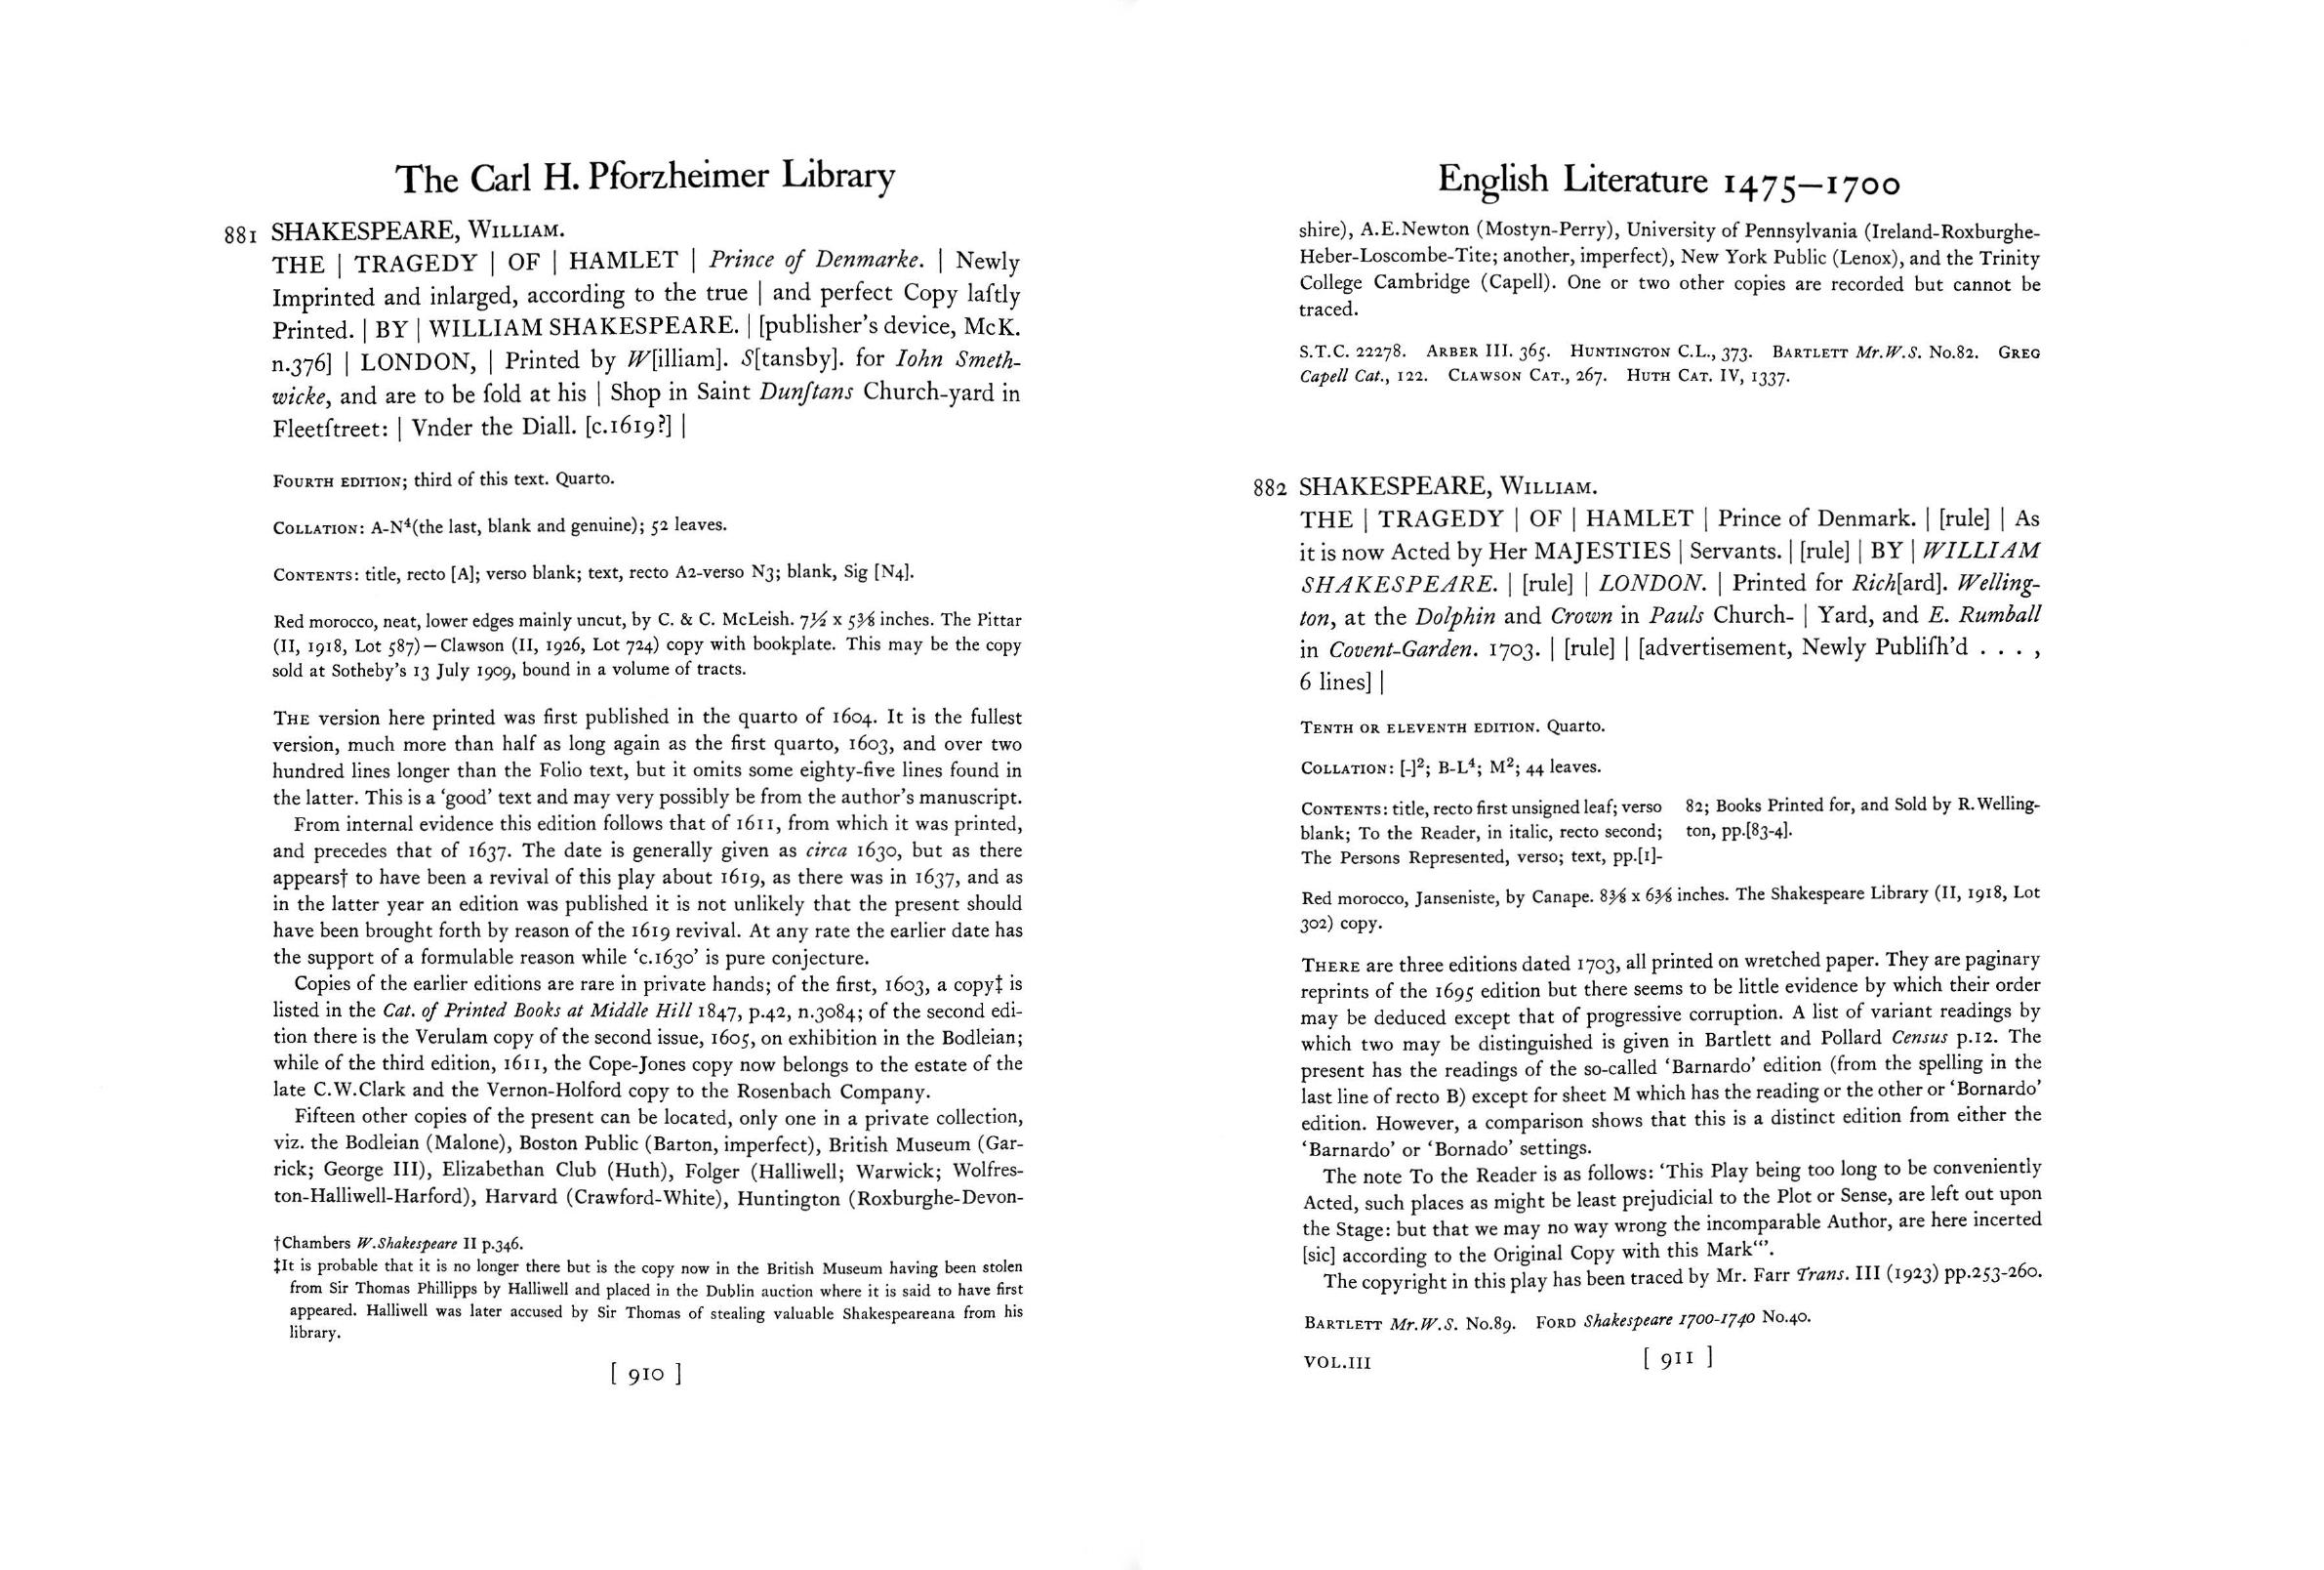 The Carl H. Pforzheimer Library
881 SHAKESPEARE, WILLIAM.
THE | TRAGEDY | OF | HAMLET | Prince of Denmarke. | Newly
Imprinted and inlarged, according to the true | and perfect Copy laſtly
Printed. | BY | WILLIAM SHAKESPEARE. | [publisher's device, McK.
n.376] | LONDON, | Printed by W[illiam]. S[tansby]. for Iohn Smeth-
wicke, and are to be ſold at his | Shop in Saint Dunſtans Church-yard in
Fleetſtreet: | Vnder the Diall. [c.1619?] |
FOURTH EDITION; third of this text. Quarto.
COLLATION: A-N⁴(the last, blank and genuine); 52 leaves.
CONTENTS: title, recto [A]; verso blank; text, recto A2-verso N3; blank, Sig [N4].
Red morocco, neat, lower edges mainly uncut, by C. & C. McLeish. 7½ x 5⅜ inches. The Pittar
(II, 1918, Lot 587)—Clawson (II, 1926, Lot 724) copy with bookplate. This may be the copy
sold at Sotheby's 13 July 1909, bound in a volume of tracts.
THE version here printed was first published in the quarto of 1604. It is the fullest
version, much more than half as long again as the first quarto, 1603, and over two
hundred lines longer than the Folio text, but it omits some eighty-five lines found in
the latter. This is a 'good' text and may very possibly be from the author's manuscript.
From internal evidence this edition follows that of 1611, from which it was printed,
and precedes that of 1637. The date is generally given as circa 1630, but as there
appears† to have been a revival of this play about 1619, as there was in 1637, and as
in the latter year an edition was published it is not unlikely that the present should
have been brought forth by reason of the 1619 revival. At any rate the earlier date has
the support of a formulable reason while 'c.1630' is pure conjecture.
Copies of the earlier editions are rare in private hands; of the first, 1603, a copy‡ is
listed in the Cat. of Printed Books at Middle Hill 1847, p.42, n.3084; of the second edi-
tion there is the Verulam copy of the second issue, 1605, on exhibition in the Bodleian;
while of the third edition, 1611, the Cope-Jones copy now belongs to the estate of the
late C.W.Clark and the Vernon-Holford copy to the Rosenbach Company.
Fifteen other copies of the present can be located, only one in a private collection,
viz. the Bodleian (Malone), Boston Public (Barton, imperfect), British Museum (Gar-
rick; George III), Elizabethan Club (Huth), Folger (Halliwell; Warwick; Wolfres-
ton-Halliwell-Harford), Harvard (Crawford-White), Huntington (Roxburghe-Devon-
†Chambers W.Shakespeare II p.346.
‡It is probable that it is no longer there but is the copy now in the British Museum having been stolen
from Sir Thomas Phillipps by Halliwell and placed in the Dublin auction where it is said to have first
appeared. Halliwell was later accused by Sir Thomas of stealing valuable Shakespeareana from his
library.
[ 910 ]
English Literature 1475—1700
shire), A.E.Newton (Mostyn-Perry), University of Pennsylvania (Ireland-Roxburghe-
Heber-Loscombe-Tite; another, imperfect), New York Public (Lenox), and the Trinity
College Cambridge (Capell). One or two other copies are recorded but cannot be
traced.
S.T.C. 22278. ARBER III. 365. HUNTINGTON C.L., 373. BARTLETT Mr.W.S. No.82. GREG
Capell Cat., 122. CLAWSON CAT., 267. HUTH CAT. IV, 1337.
882 SHAKESPEARE, WILLIAM.
THE | TRAGEDY | OF | HAMLET | Prince of Denmark. | [rule] | As
it is now Acted by Her MAJESTIES | Servants. | [rule] | BY | WILLIAM
SHAKESPEARE. | [rule] | LONDON. | Printed for Rich[ard]. Welling-
ton, at the Dolphin and Crown in Pauls Church- | Yard, and E. Rumball
in Covent-Garden. 1703. | [rule] | [advertisement, Newly Publiſh'd . . . ,
6 lines] |
TENTH OR ELEVENTH EDITION. Quarto.
COLLATION: [-]²; B-L⁴; M²; 44 leaves.
CONTENTS: title, recto first unsigned leaf; verso
blank; To the Reader, in italic, recto second;
The Persons Represented, verso; text, pp.[1]-
82; Books Printed for, and Sold by R.Welling-
ton, pp.[83-4].
Red morocco, Janseniste, by Canape. 8⅜ x 6⅜ inches. The Shakespeare Library (II, 1918, Lot
302) copy.
THERE are three editions dated 1703, all printed on wretched paper. They are paginary
reprints of the 1695 edition but there seems to be little evidence by which their order
may be deduced except that of progressive corruption. A list of variant readings by
which two may be distinguished is given in Bartlett and Pollard Census p.12. The
present has the readings of the so-called 'Barnardo' edition (from the spelling in the
last line of recto B) except for sheet M which has the reading or the other or 'Bornardo'
edition. However, a comparison shows that this is a distinct edition from either the
'Barnardo' or 'Bornado' settings.
The note To the Reader is as follows: 'This Play being too long to be conveniently
Acted, such places as might be least prejudicial to the Plot or Sense, are left out upon
the Stage: but that we may no way wrong the incomparable Author, are here incerted
[sic] according to the Original Copy with this Mark“'.
The copyright in this play has been traced by Mr. Farr Trans. III (1923) pp.253-260.
BARTLETT Mr.W.S. No.89. FORD Shakespeare 1700-1740 No.40.
VOL.III
[ 911 ]